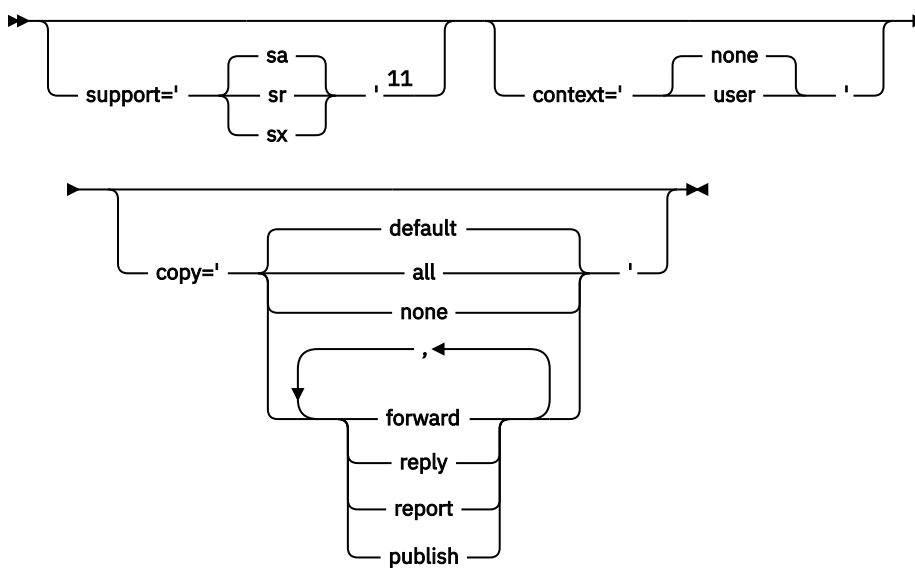 sa none
support=' sr ' 11 context=' user '
sx
default
copy=' all '
none
,
forward
reply
report
publish